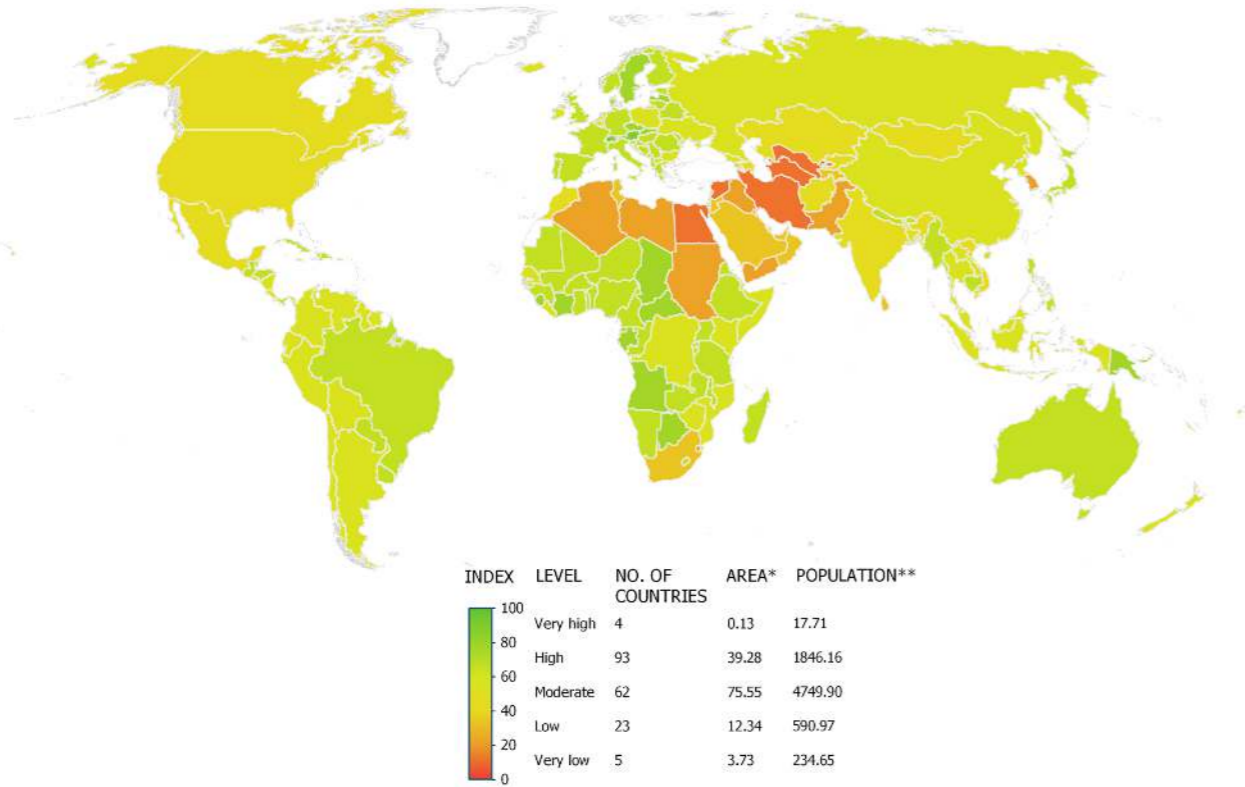 INDEX LEVEL NO. OF COUNTRIES AREA* POPULATION**
100
Very high 4 0.13 17.71
80
High 93 39.28 1846.16
60
Moderate 62 75.55 4749.90
40
Low 23 12.34 590.97
20
Very low 5 3.73 234.65
0